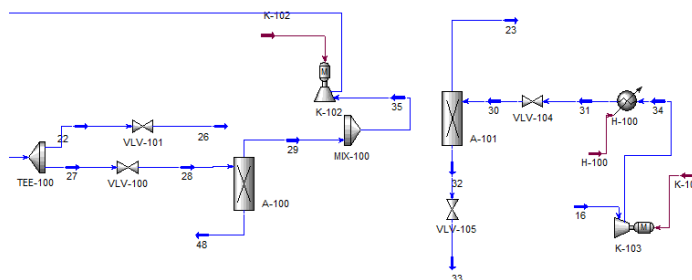 K-102
23
M
K-102
35
30
VLV-104
31
34
H-100
22
VLV-101
26
29
MIX-100
A-101
TEE-100
27
VLV-100
28
A-100
32
H-100
K-10
16
VLV-105
M
K-103
48
33